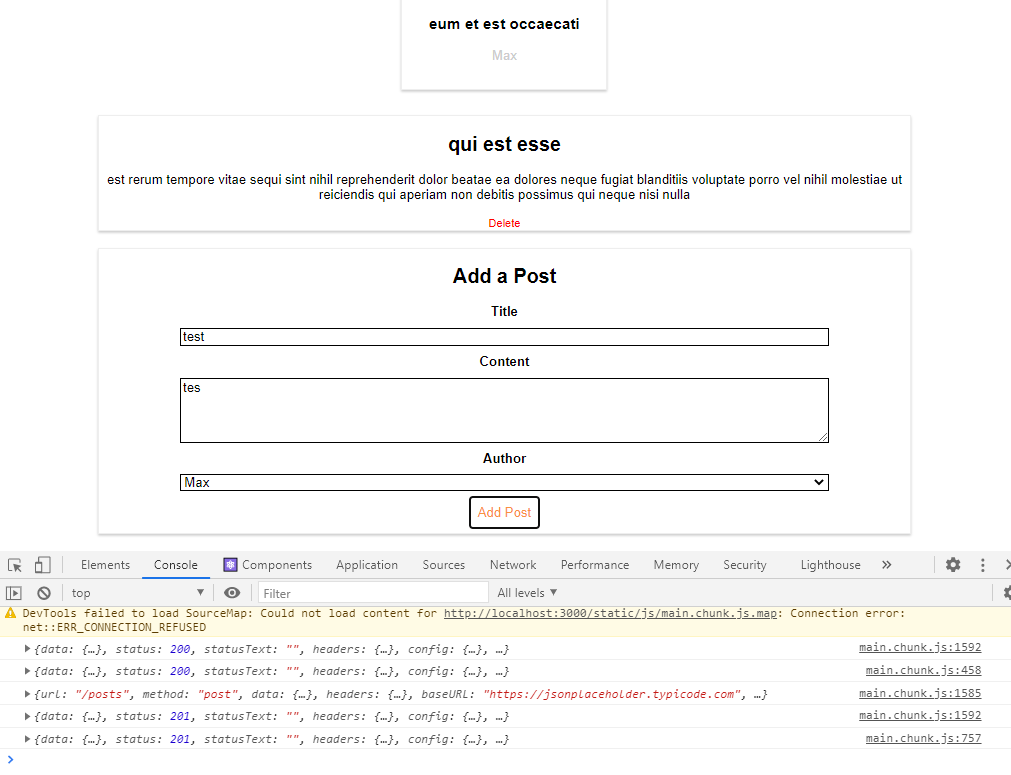 eum et est occaecati
Max
qui est esse
est rerum tempore vitae sequi sint nihil reprehenderit dolor beatae ea dolores neque fugiat blanditiis voluptate porro vel nihil molestiae ut
reiciendis qui aperiam non debitis possimus qui neque nisi nulla
Delete
Add a Post
Title
test
Content
tes
Author
Max
Add Post
Elements Console Components Application Sources Network Performance Memory Security Lighthouse »
top Filter All levels
DevTools failed to load SourceMap: Could not load content for http://localhost:3000/static/js/main.chunk.js.map: Connection error:
net::ERR_CONNECTION_REFUSED
{data: {…}, status: 200, statusText: "", headers: {…}, config: {…}, …} main.chunk.js:1592
{data: {…}, status: 200, statusText: "", headers: {…}, config: {…}, …} main.chunk.js:458
{url: "/posts", method: "post", data: {…}, headers: {…}, baseURL: "https://jsonplaceholder.typicode.com", …} main.chunk.js:1585
{data: {…}, status: 201, statusText: "", headers: {…}, config: {…}, …} main.chunk.js:1592
{data: {…}, status: 201, statusText: "", headers: {…}, config: {…}, …} main.chunk.js:757